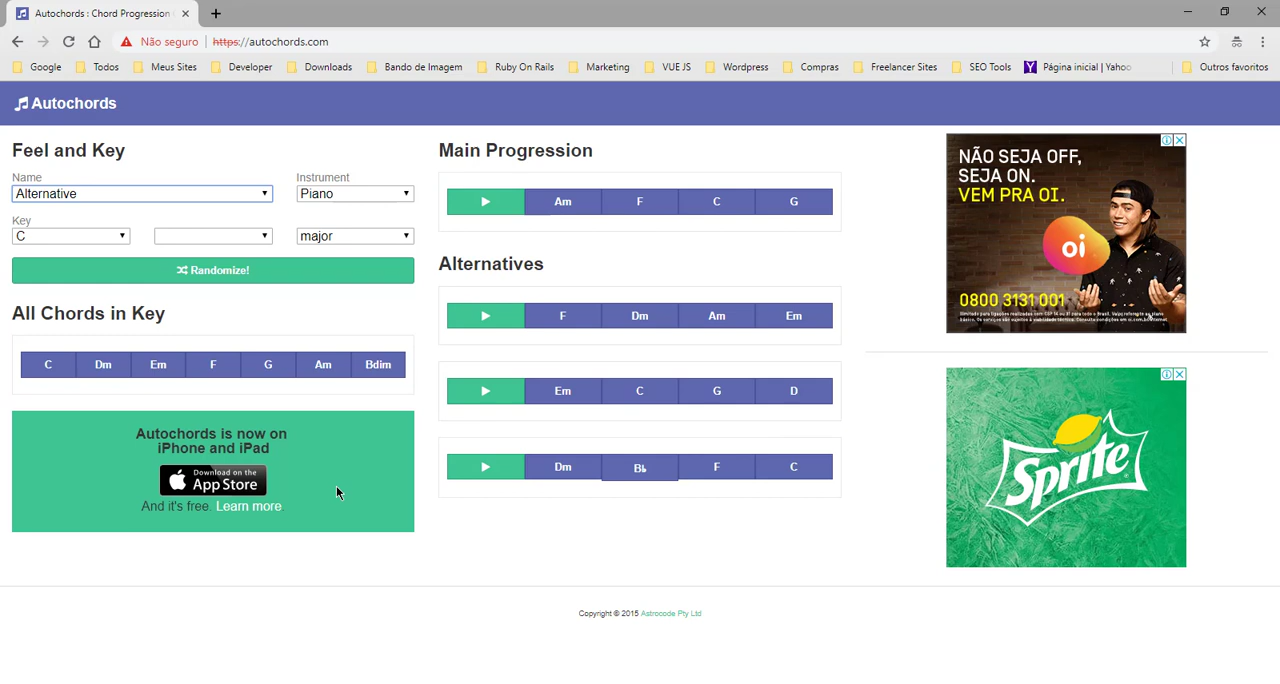 Autochords : Chord Progression
Não seguro
https://autochords.com
Google
Todos
Meus Sites
Developer
Downloads
Bando de Imagem
Ruby On Rails
Marketing
VUE JS
Wordpress
Compras
Freelancer Sites
SEO Tools
Página inicial | Yahoo
Outros favoritos
Autochords
Feel and Key
Name
Instrument
Alternative
Piano
Key
C
major
Randomize!
All Chords in Key
C Dm Em F G Am Bdim
Autochords is now on
iPhone and iPad
Download on the
App Store
And it's free. Learn more.
Main Progression
Am F C G
Alternatives
F Dm Am Em
Em C G D
Dm B♭ F C
NÃO SEJA OFF,
SEJA ON.
VEM PRA OI.
oi
0800 3131 001
Sprite
Copyright © 2015 Astrocode Pty Ltd